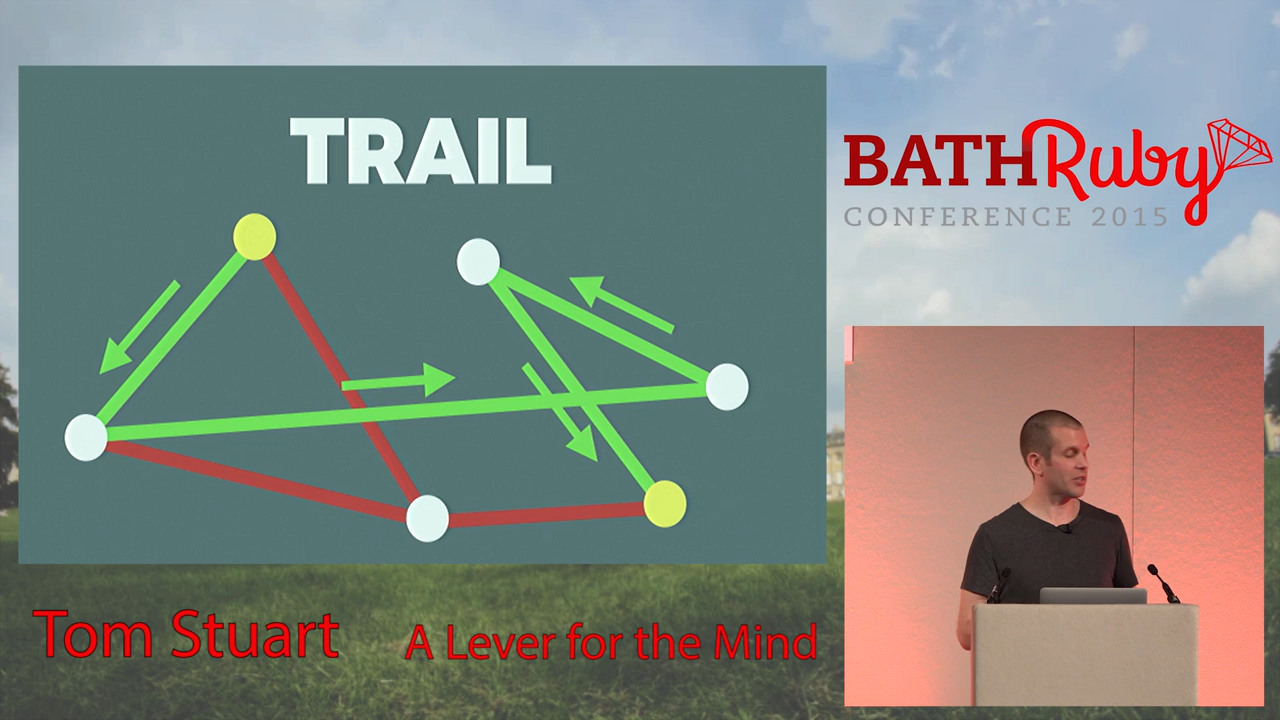 TRAIL
BATHRuby
CONFERENCE 2015
Tom Stuart
A Lever for the Mind